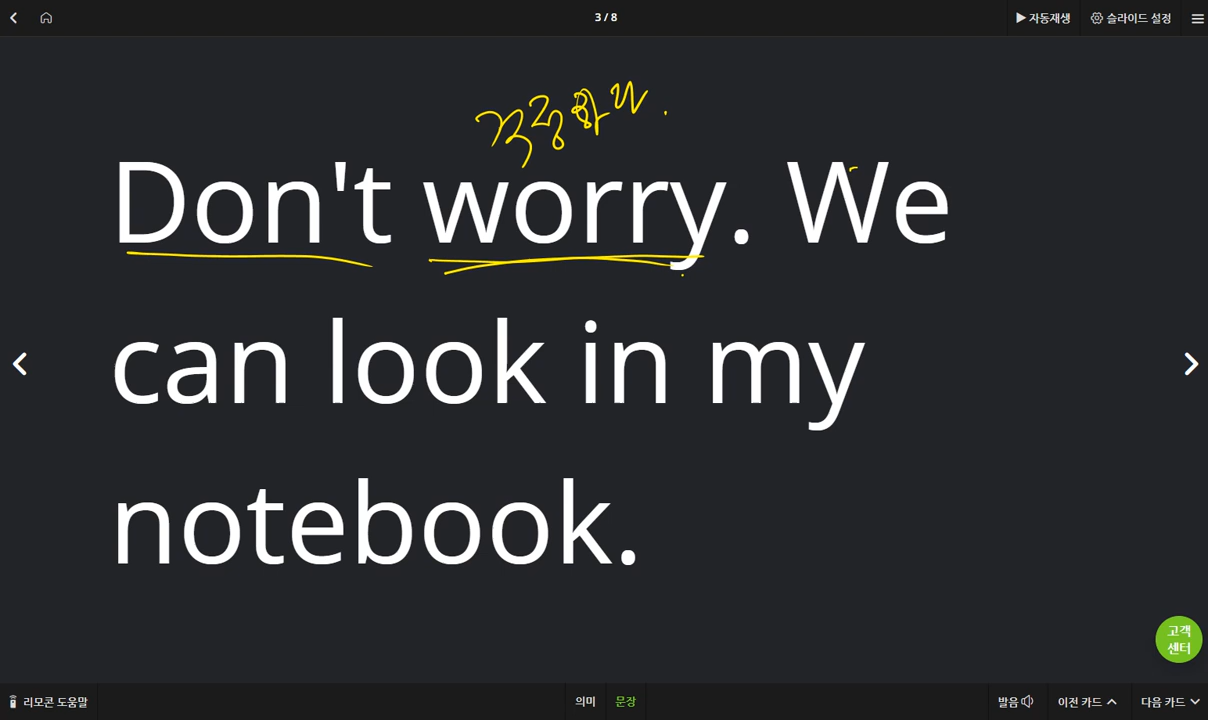 3 / 8
자동재생
슬라이드 설정
Don't worry. We
can look in my
notebook.
고객
센터
리모콘 도움말
의미
문장
발음
이전 카드
다음 카드